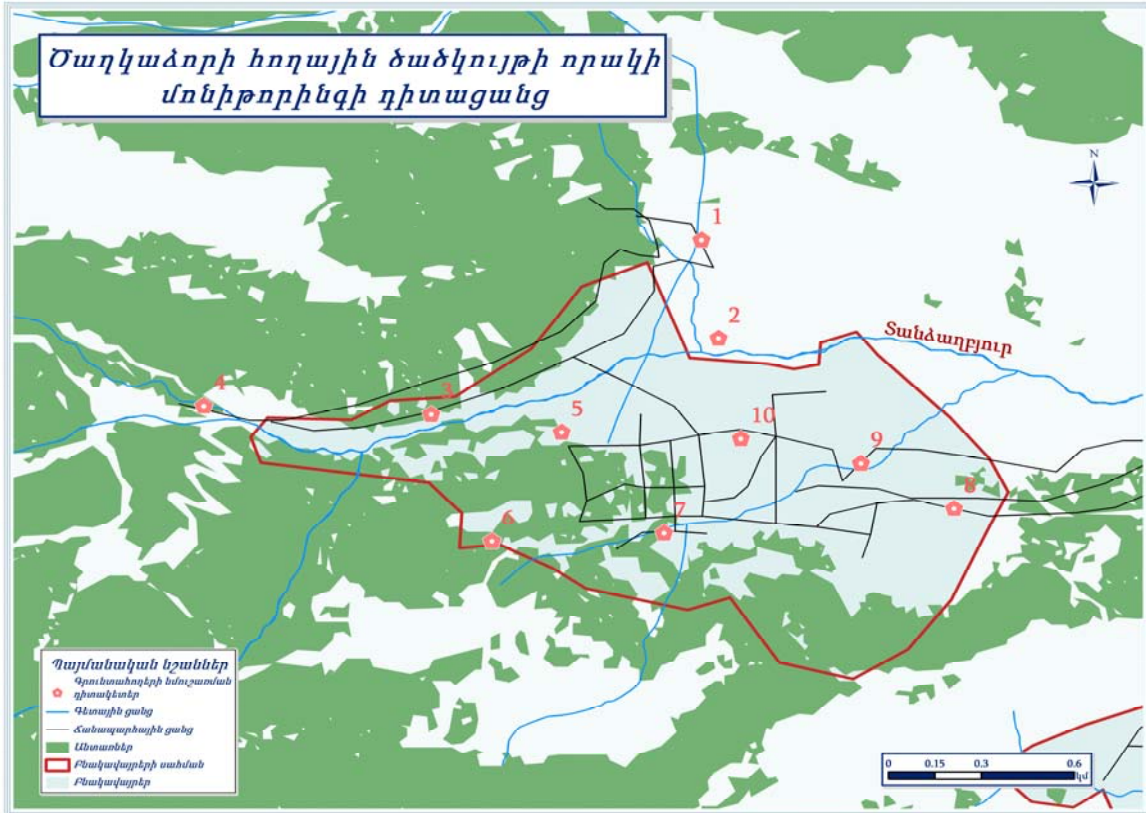 Ծաղկաձորի հողային ծածկույթի որակի
մոնիթորինգի դիտացանց
N
1
2
Տանձաղբյուր
3
4
5
10
9
8
6
7
Պայմանական նշաններ
Գրունտահողերի նմուշառման
դիտակետեր
Գետային ցանց
Ճանապարհային ցանց
Անտառներ
Բնակավայրերի սահման
Բնակավայրեր
0 0.15 0.3 0.6
կմ